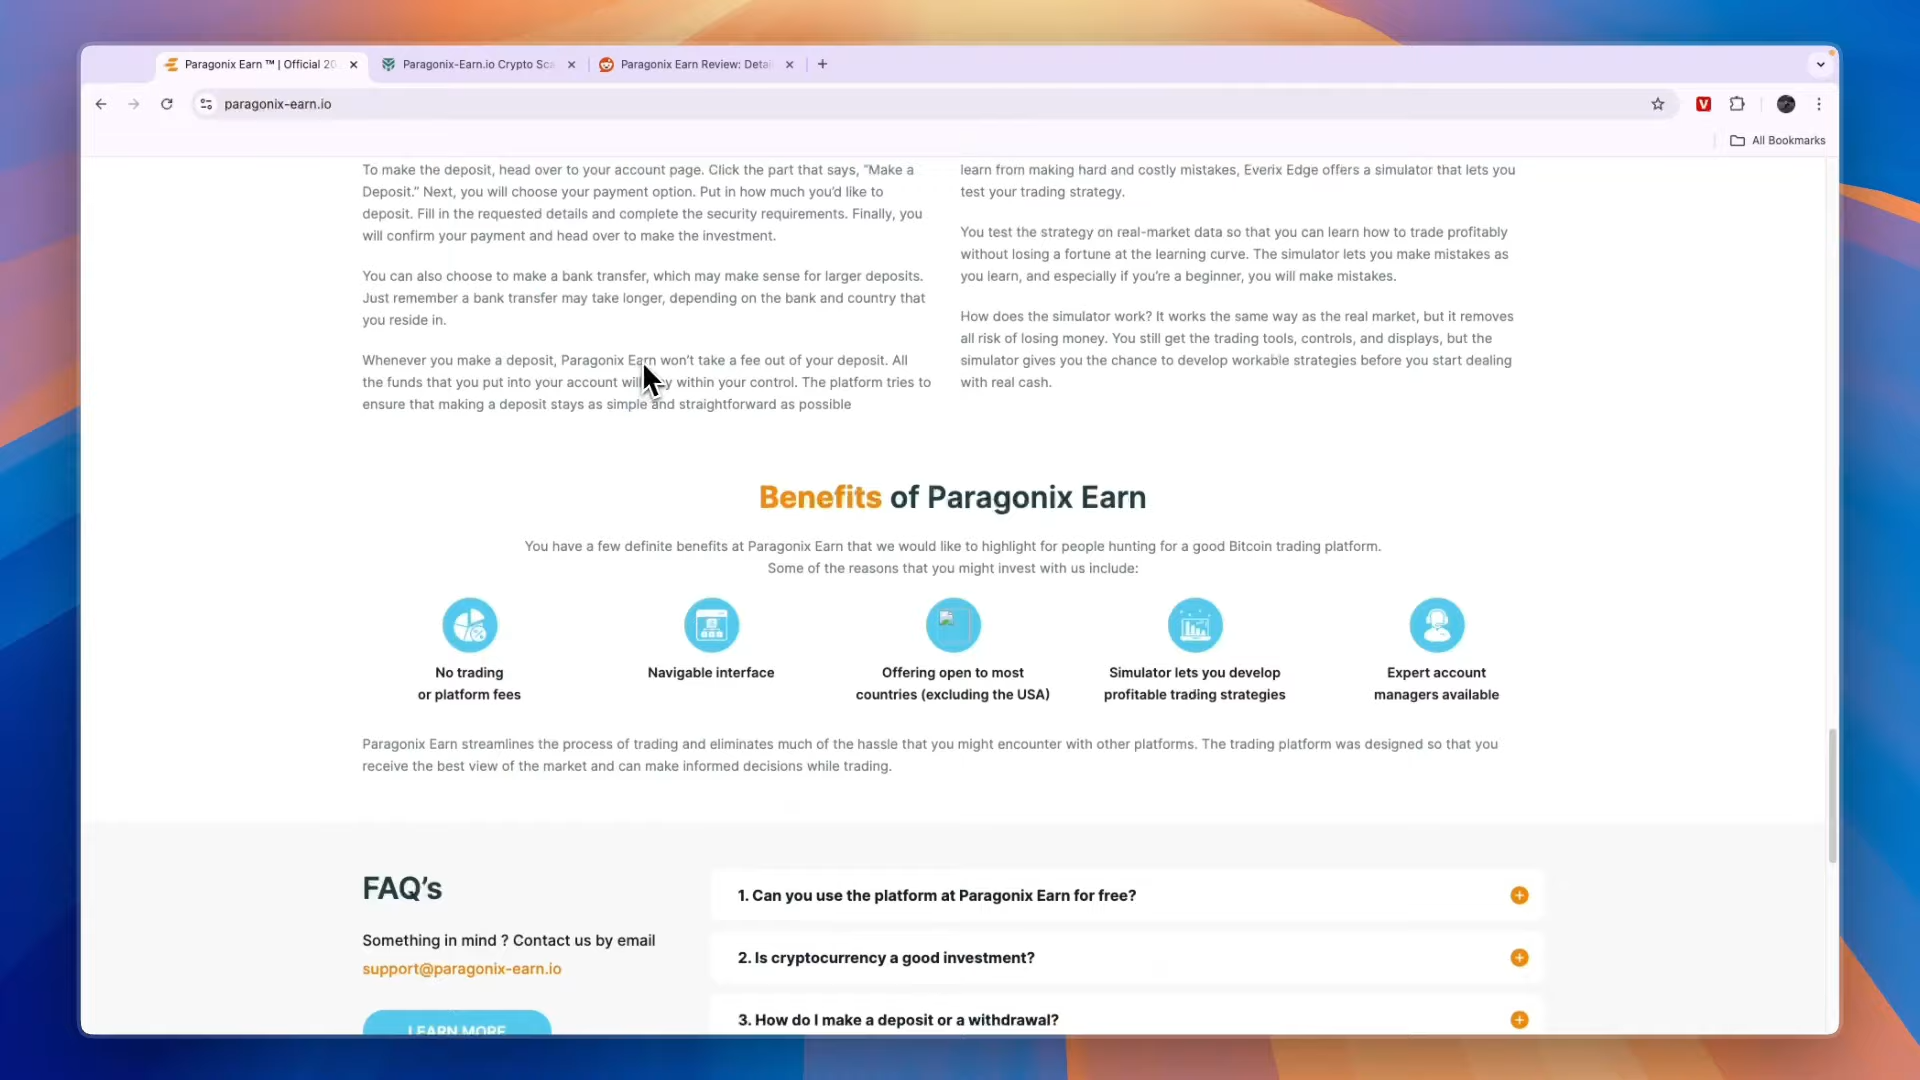 Paragonix Earn ™ | Official 20
Paragonix-Earn.io Crypto Sca
Paragonix Earn Review: Deta
paragonix-earn.io
All Bookmarks
To make the deposit, head over to your account page. Click the part that says, “Make a
Deposit.” Next, you will choose your payment option. Put in how much you’d like to
deposit. Fill in the requested details and complete the security requirements. Finally, you
will confirm your payment and head over to make the investment.
You can also choose to make a bank transfer, which may make sense for larger deposits.
Just remember a bank transfer may take longer, depending on the bank and country that
you reside in.
Whenever you make a deposit, Paragonix Earn won’t take a fee out of your deposit. All
the funds that you put into your account will within your control. The platform tries to
ensure that making a deposit stays as simple and straightforward as possible
learn from making hard and costly mistakes, Everix Edge offers a simulator that lets you
test your trading strategy.
You test the strategy on real-market data so that you can learn how to trade profitably
without losing a fortune at the learning curve. The simulator lets you make mistakes as
you learn, and especially if you’re a beginner, you will make mistakes.
How does the simulator work? It works the same way as the real market, but it removes
all risk of losing money. You still get the trading tools, controls, and displays, but the
simulator gives you the chance to develop workable strategies before you start dealing
with real cash.
Benefits of Paragonix Earn
You have a few definite benefits at Paragonix Earn that we would like to highlight for people hunting for a good Bitcoin trading platform.
Some of the reasons that you might invest with us include:
No trading
or platform fees
Navigable interface
Offering open to most
countries (excluding the USA)
Simulator lets you develop
profitable trading strategies
Expert account
managers available
Paragonix Earn streamlines the process of trading and eliminates much of the hassle that you might encounter with other platforms. The trading platform was designed so that you
receive the best view of the market and can make informed decisions while trading.
FAQ’s
Something in mind ? Contact us by email
support@paragonix-earn.io
LEARN MORE
1. Can you use the platform at Paragonix Earn for free?
2. Is cryptocurrency a good investment?
3. How do I make a deposit or a withdrawal?